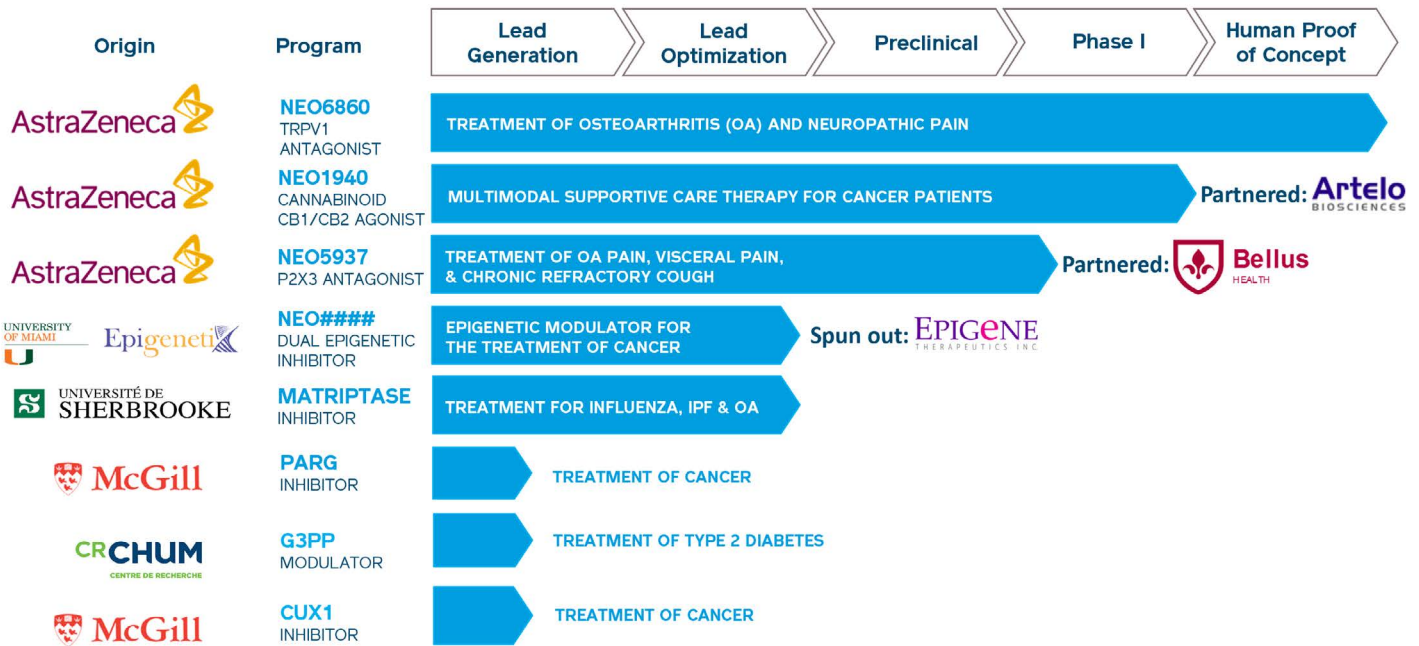 Origin
Program
Lead
Generation
Lead
Optimization
Preclinical
Phase I
Human Proof
of Concept
AstraZeneca
NEO6860
TRPV1
ANTAGONIST
TREATMENT OF OSTEOARTHRITIS (OA) AND NEUROPATHIC PAIN
AstraZeneca
NEO1940
CANNABINOID
CB1/CB2 AGONIST
MULTIMODAL SUPPORTIVE CARE THERAPY FOR CANCER PATIENTS
Partnered: Artelo
BIOSCIENCES
AstraZeneca
NEO5937
P2X3 ANTAGONIST
TREATMENT OF OA PAIN, VISCERAL PAIN,
& CHRONIC REFRACTORY COUGH
Partnered: Bellus
HEALTH
UNIVERSITY
OF MIAMI
U
Epigenetix
NEO####
DUAL EPIGENETIC
INHIBITOR
EPIGENETIC MODULATOR FOR
THE TREATMENT OF CANCER
Spun out: EPIGeNE
THERAPEUTICS INC
S
UNIVERSITÉ DE
SHERBROOKE
MATRIPTASE
INHIBITOR
TREATMENT FOR INFLUENZA, IPF & OA
McGill
PARG
INHIBITOR
TREATMENT OF CANCER
CRCHUM
CENTRE DE RECHERCHE
G3PP
MODULATOR
TREATMENT OF TYPE 2 DIABETES
McGill
CUX1
INHIBITOR
TREATMENT OF CANCER